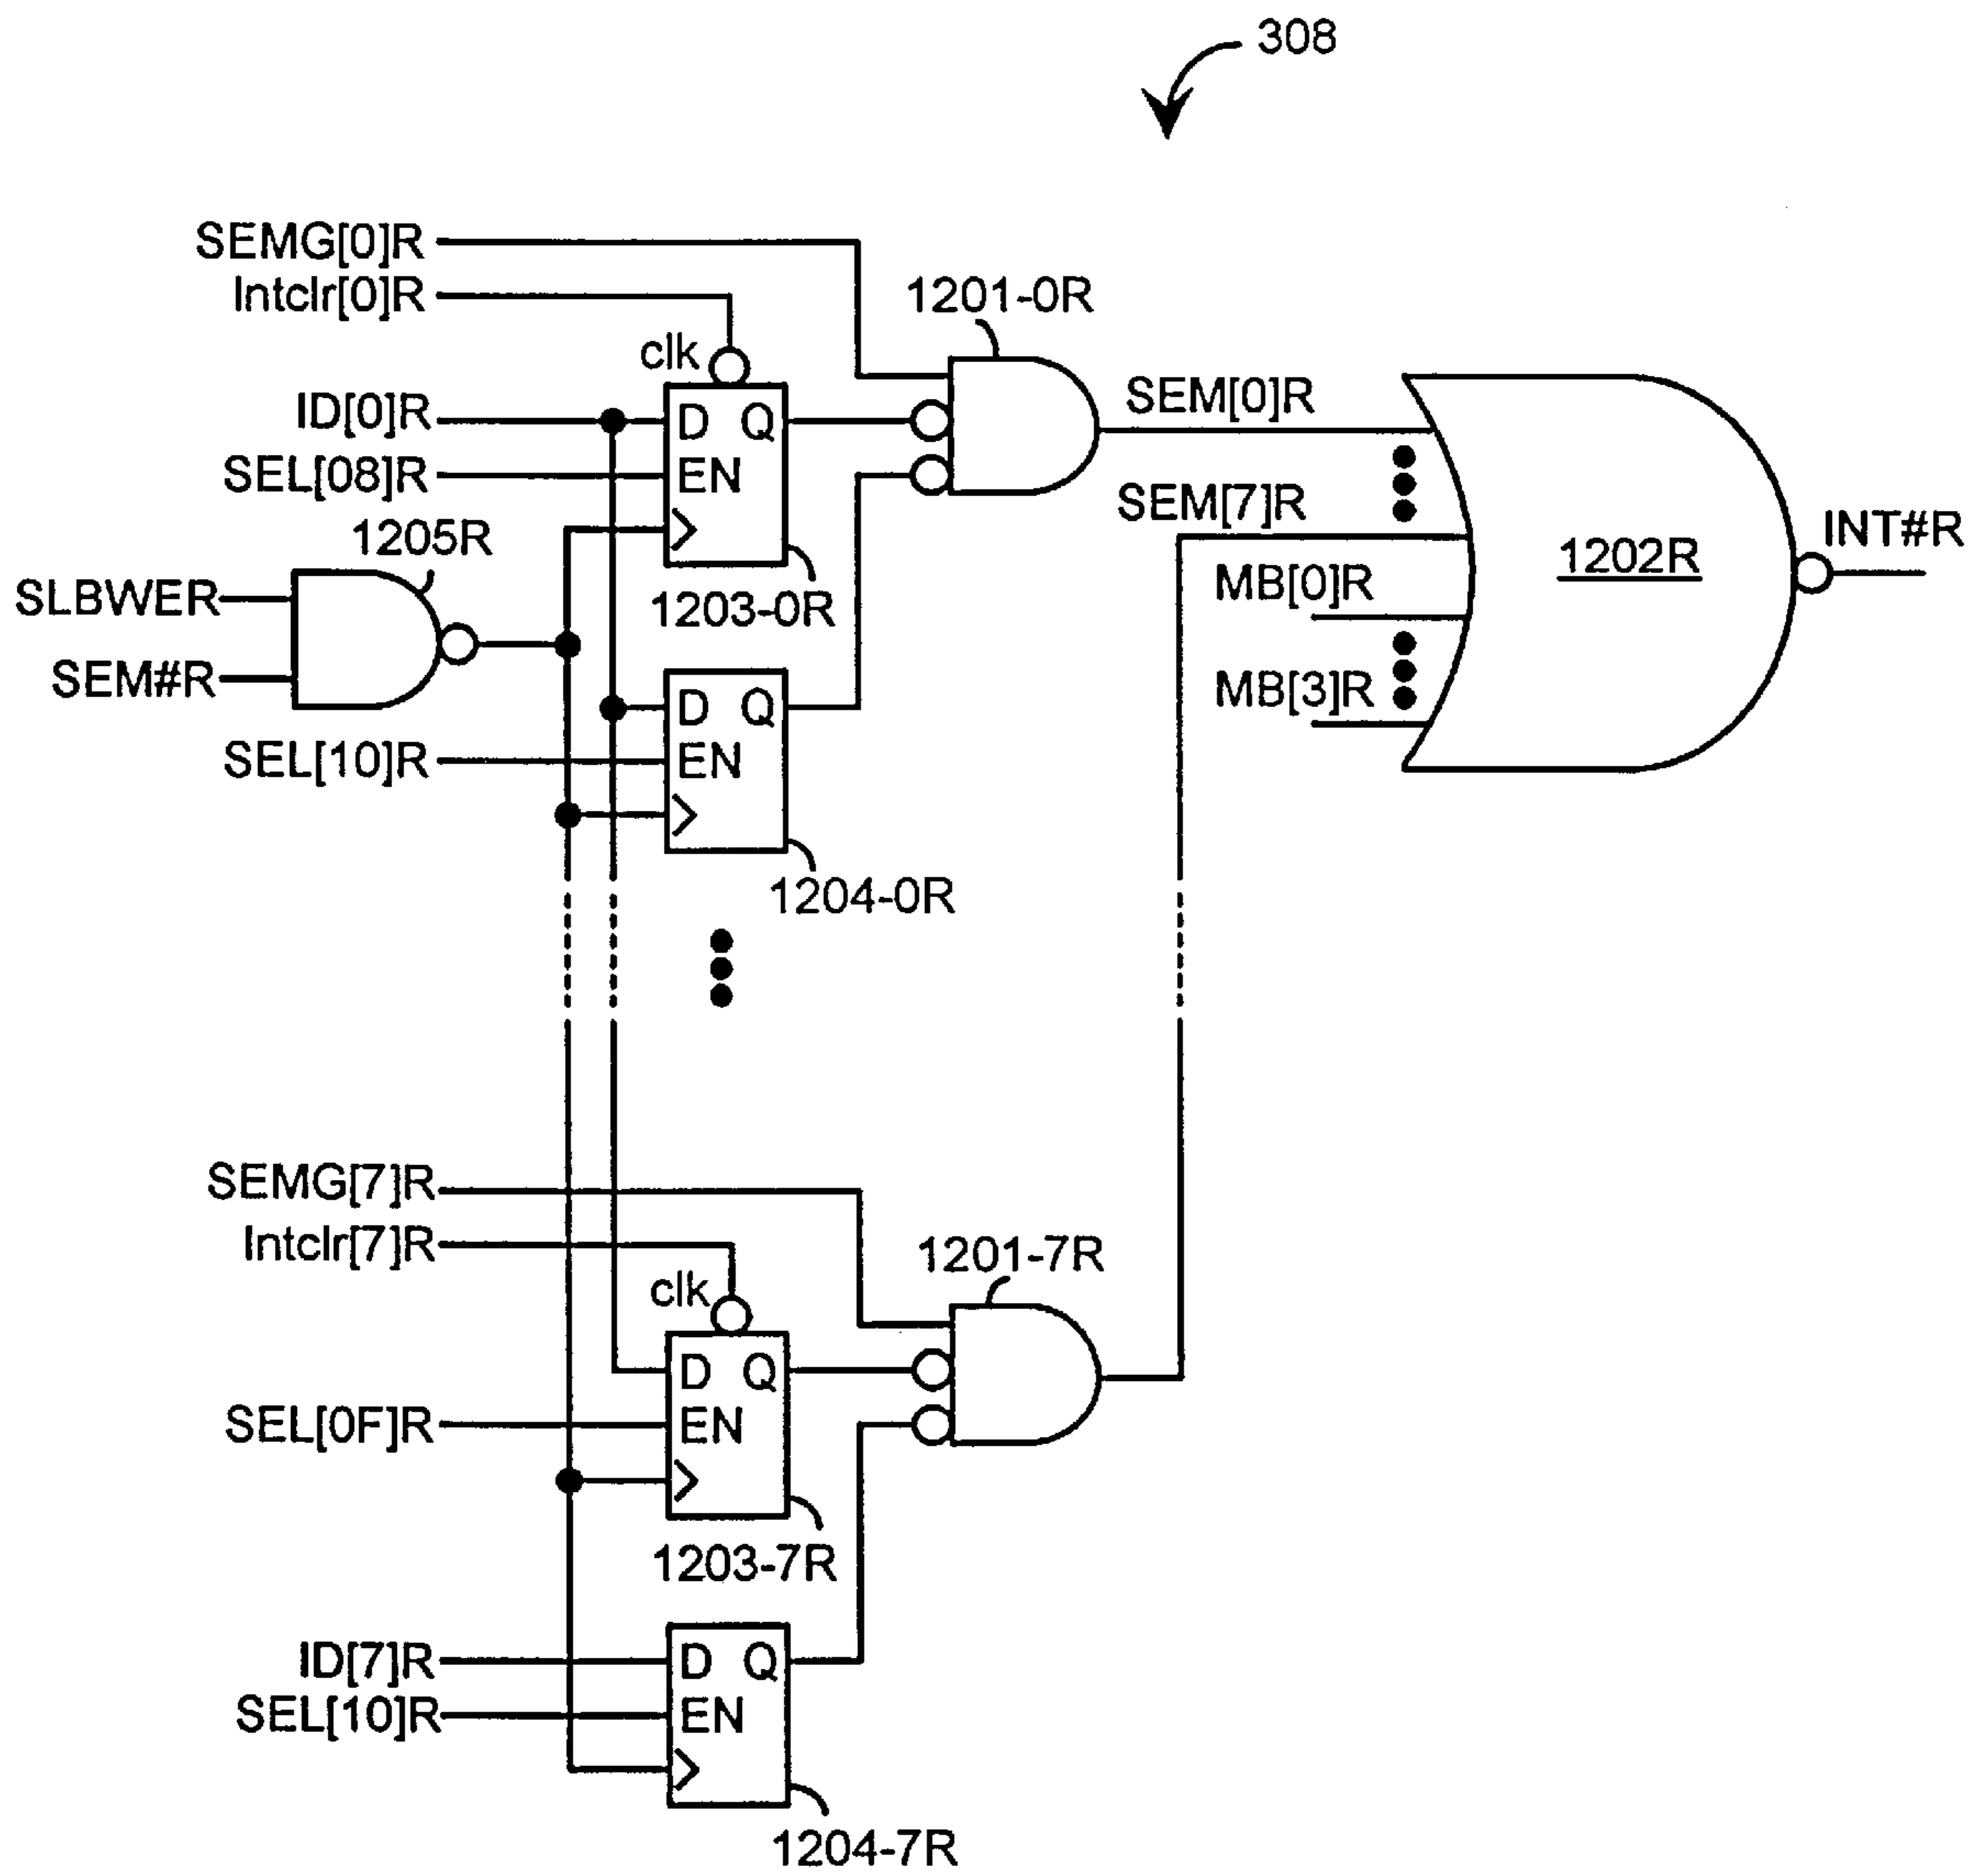 308
SEMG[0]R
Intclr[0]R
1201-0R
clk
ID[0]R
D Q
SEM[0]R
SEL[08]R
EN
SEM[7]R
1205R
INT#R
1202R
SLBWER
1203-0R
MB[0]R
SEM#R
D Q
MB[3]R
SEL[10]R
EN
1204-0R
SEMG[7]R
Intclr[7]R
1201-7R
clk
D Q
SEL[0F]R
EN
1203-7R
ID[7]R
D Q
SEL[10]R
EN
1204-7R